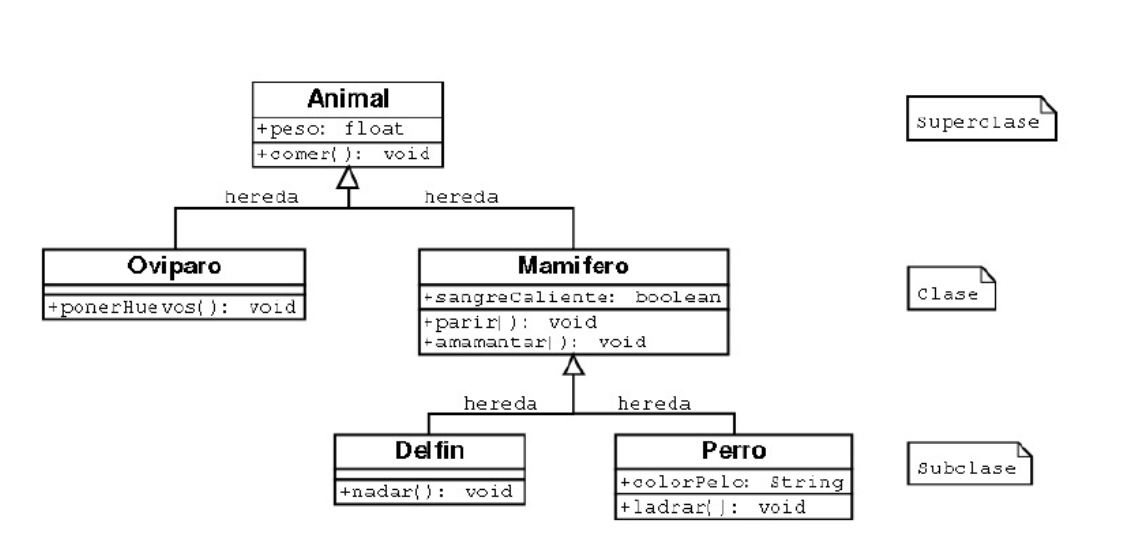 Animal
+peso: float
+comer(): void
Superclase
hereda
hereda
Oviparo
+ponerHuevos(): void
Mamifero
+sangreCaliente: boolean
+parir(): void
+amamantar(): void
Clase
hereda
hereda
Delfin
+nadar(): void
Perro
+colorPelo: String
+ladrar(): void
Subclase